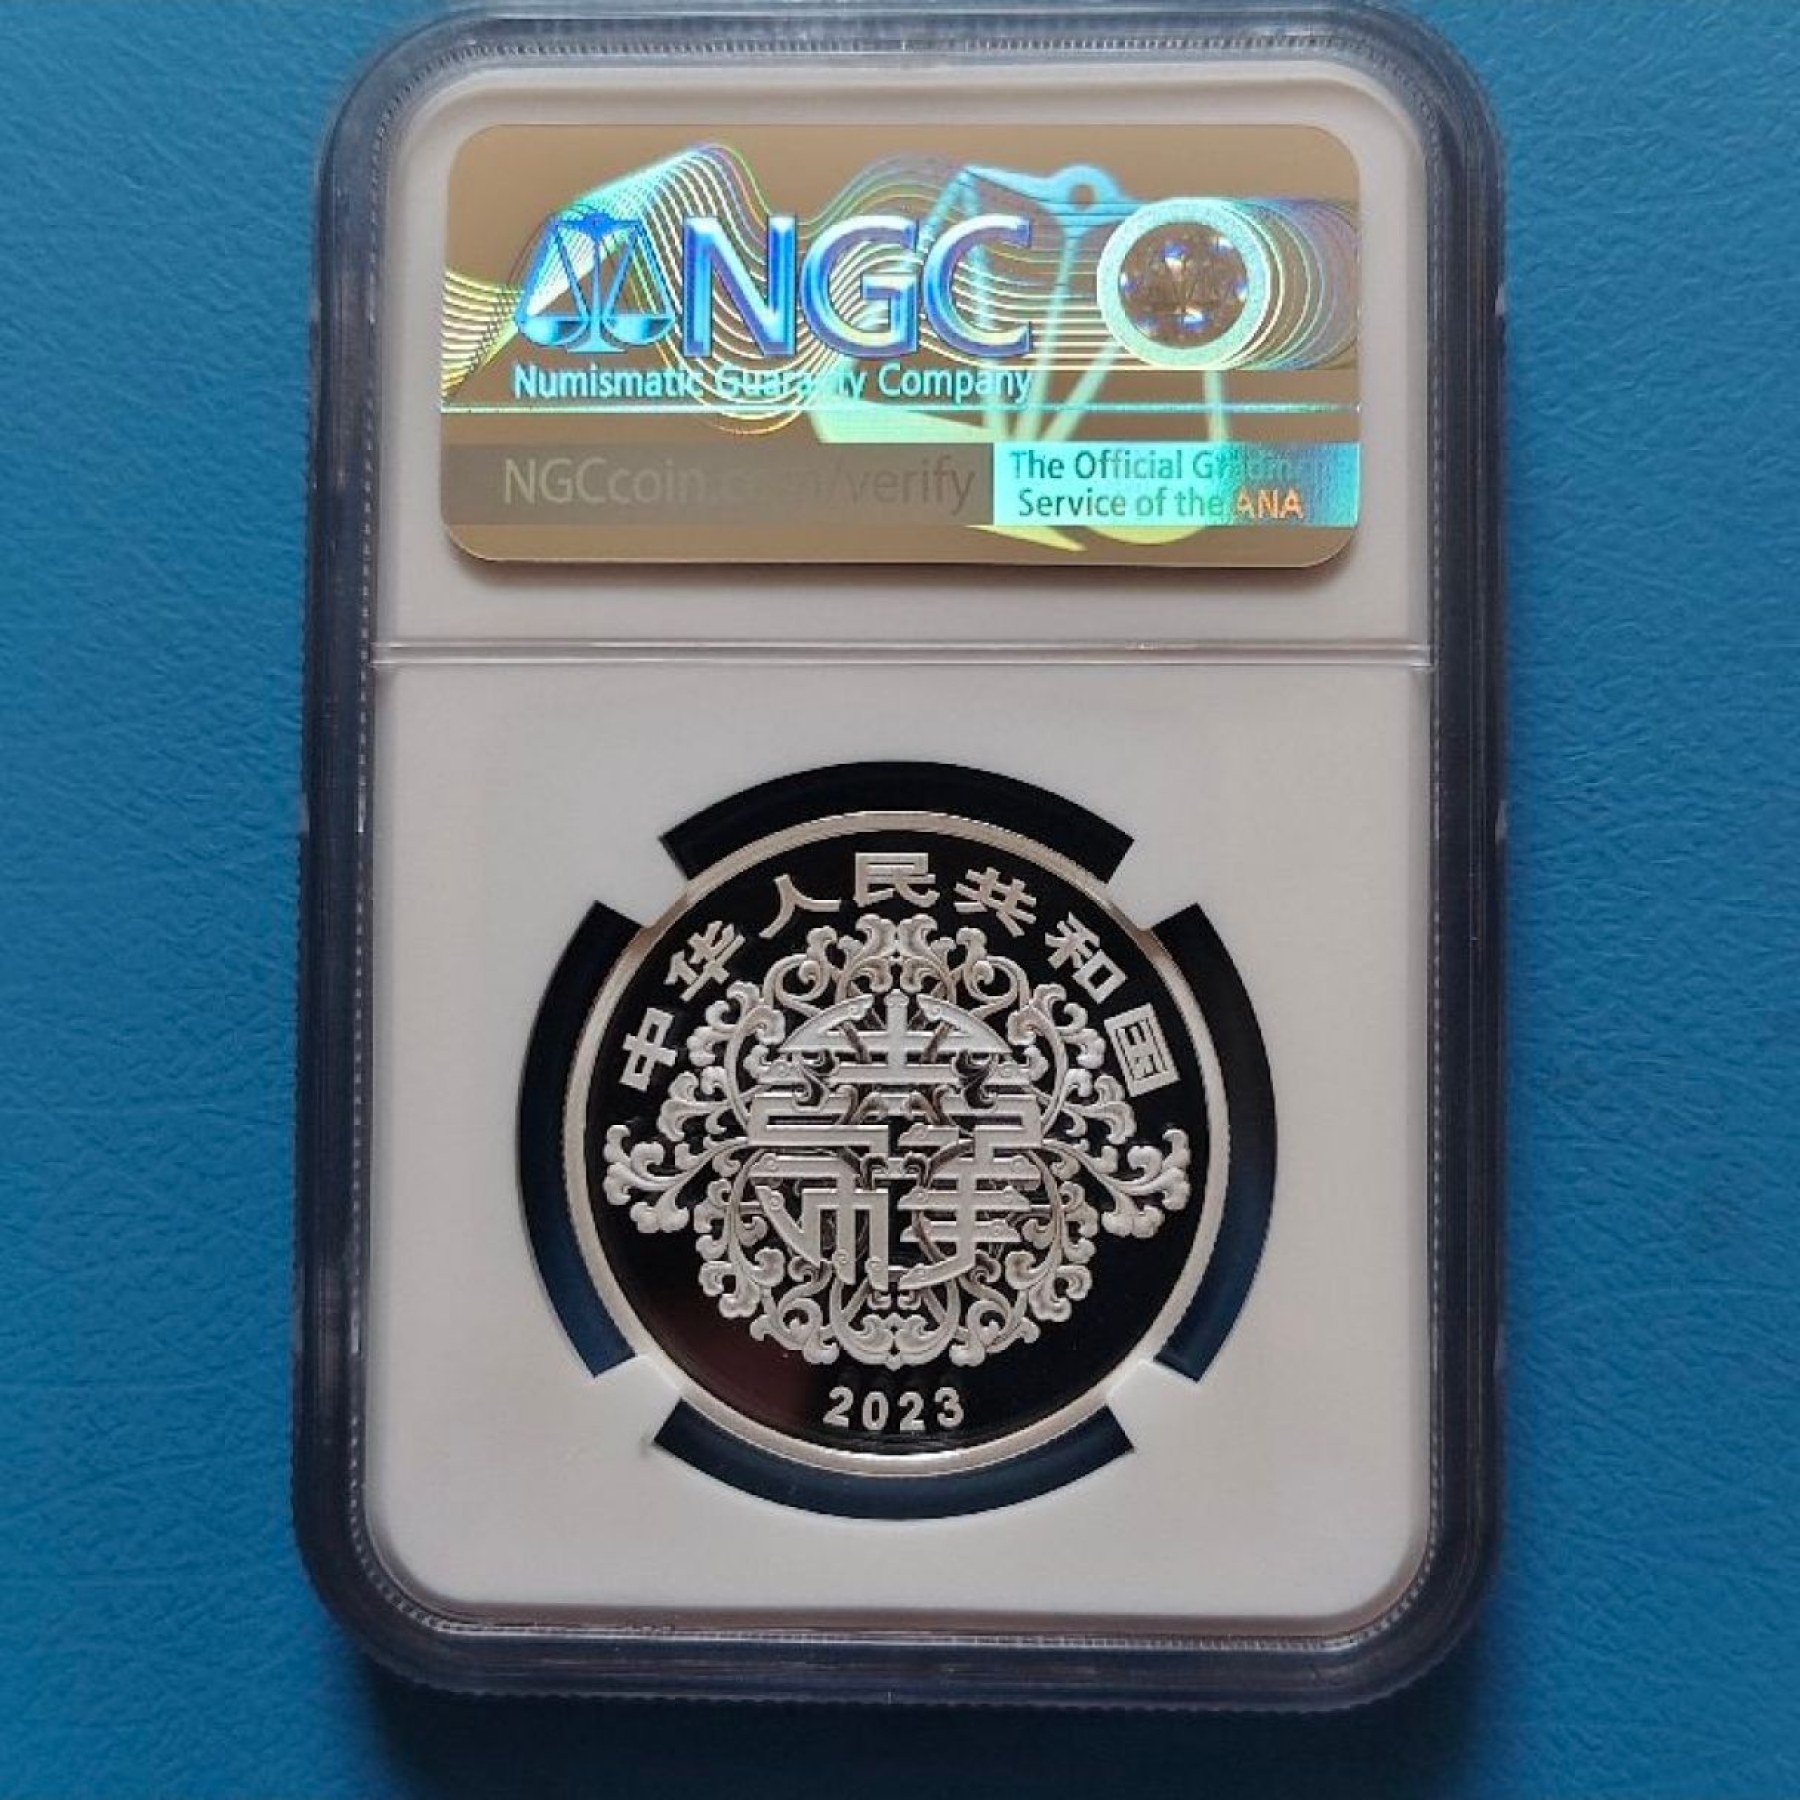 NGC
Numismatic Guaranty Company
NGCcoin.com/verify
The Official Grading
Service of the ANA
中华人民共和国
2023